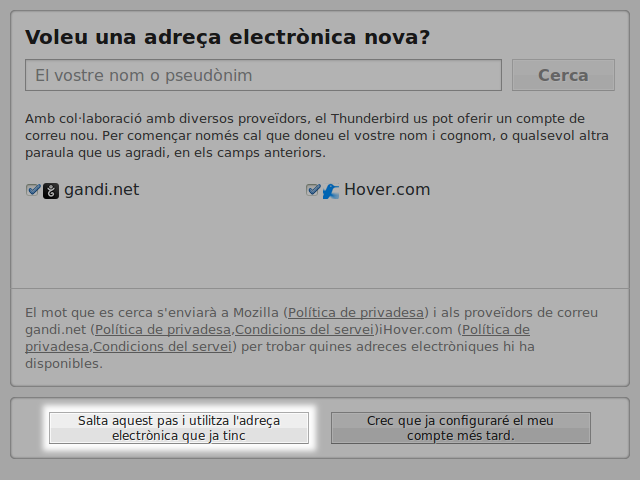 Voleu una adreça electrònica nova?
El vostre nom o pseudònim
Cerca
Amb col·laboració amb diversos proveïdors, el Thunderbird us pot oferir un compte de
correu nou. Per començar només cal que doneu el vostre nom i cognom, o qualsevol altra
paraula que us agradi, en els camps anteriors.
gandi.net
Hover.com
El mot que es cerca s'enviarà a Mozilla (Política de privadesa) i als proveïdors de correu
gandi.net (Política de privadesa,Condicions del servei)iHover.com (Política de
privadesa,Condicions del servei) per trobar quines adreces electròniques hi ha
disponibles.
Salta aquest pas i utilitza l'adreça
electrònica que ja tinc
Crec que ja configuraré el meu
compte més tard.